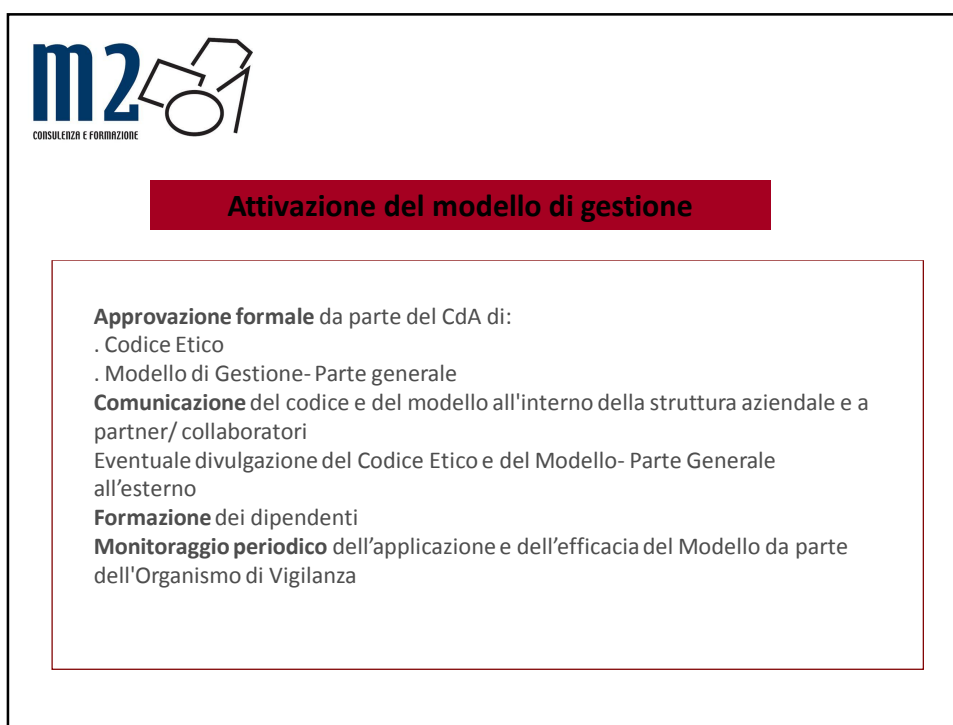 m2
CONSULENZA E FORMAZIONE
Attivazione del modello di gestione
Approvazione formale da parte del CdA di:
. Codice Etico
. Modello di Gestione- Parte generale
Comunicazione del codice e del modello all'interno della struttura aziendale e a
partner/ collaboratori
Eventuale divulgazione del Codice Etico e del Modello- Parte Generale
all’esterno
Formazione dei dipendenti
Monitoraggio periodico dell’applicazione e dell’efficacia del Modello da parte
dell'Organismo di Vigilanza